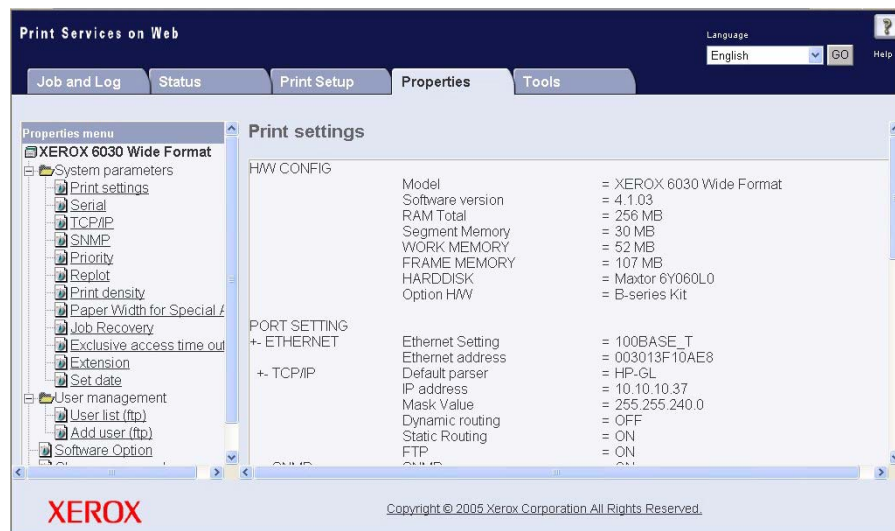 Print Services on Web
Language
English GO
? Help
Job and Log Status Print Setup Properties Tools
Properties menu
XEROX 6030 Wide Format
System parameters
Print settings
Serial
TCP/IP
SNMP
Priority
Replot
Print density
Paper Width for Special
Job Recovery
Exclusive access time out
Extension
Set date
User management
User list (ftp)
Add user (ftp)
Software Option
Print settings
H/W CONFIG
Model = XEROX 6030 Wide Format
Software version = 4.1.03
RAM Total = 256 MB
Segment Memory = 30 MB
WORK MEMORY = 52 MB
FRAME MEMORY = 107 MB
HARDDISK = Maxtor 6Y060L0
Option H/W = B-series Kit
PORT SETTING
+- ETHERNET Ethernet Setting = 100BASE_T
Ethernet address = 003013F10AE8
+- TCP/IP Default parser = HP-GL
IP address = 10.10.10.37
Mask Value = 255.255.240.0
Dynamic routing = OFF
Static Routing = ON
FTP = ON
XEROX
Copyright © 2005 Xerox Corporation All Rights Reserved.